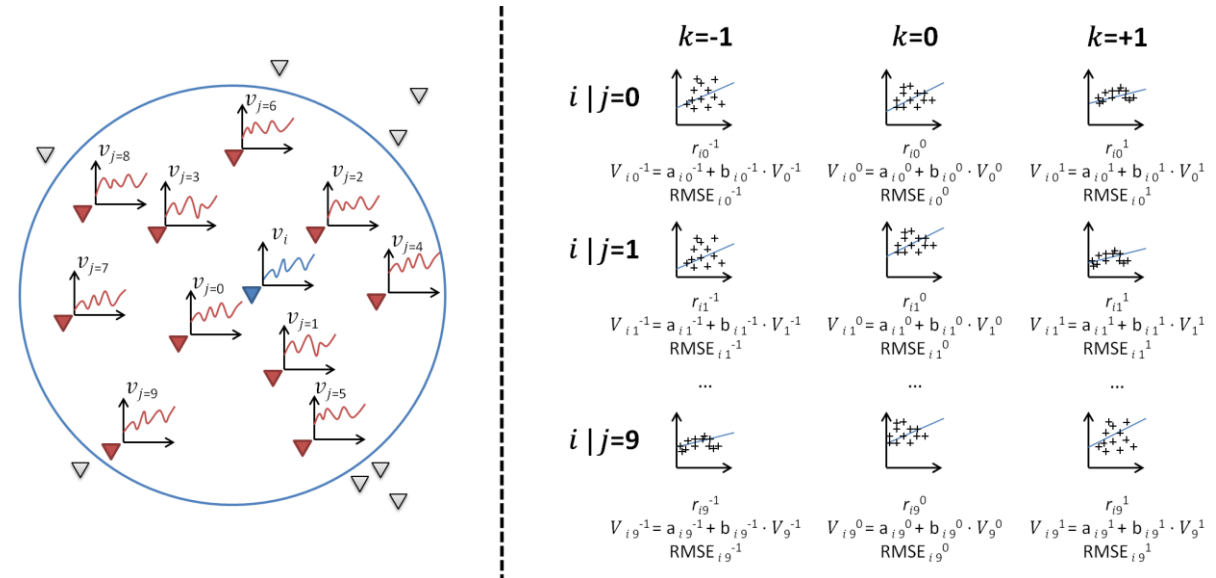 v_{j=6}
v_{j=8}
v_{j=3}
v_{j=2}
v_i
v_{j=4}
v_{j=7}
v_{j=0}
v_{j=1}
v_{j=9}
v_{j=5}
k=-1 k=0 k=+1
i | j=0
r_{i0}^{-1} r_{i0}^{0} r_{i0}^{1}
V_{i0}^{-1} = a_{i0}^{-1} + b_{i0}^{-1} · V_0^{-1} V_{i0}^{0} = a_{i0}^{0} + b_{i0}^{0} · V_0^{0} V_{i0}^{1} = a_{i0}^{1} + b_{i0}^{1} · V_0^{1}
RMSE_{i0}^{-1} RMSE_{i0}^{0} RMSE_{i0}^{1}
i | j=1
r_{i1}^{-1} r_{i1}^{0} r_{i1}^{1}
V_{i1}^{-1} = a_{i1}^{-1} + b_{i1}^{-1} · V_1^{-1} V_{i1}^{0} = a_{i1}^{0} + b_{i1}^{0} · V_1^{0} V_{i1}^{1} = a_{i1}^{1} + b_{i1}^{1} · V_1^{1}
RMSE_{i1}^{-1} RMSE_{i1}^{0} RMSE_{i1}^{1}
... ... ...
i | j=9
r_{i9}^{-1} r_{i9}^{0} r_{i9}^{1}
V_{i9}^{-1} = a_{i9}^{-1} + b_{i9}^{-1} · V_9^{-1} V_{i9}^{0} = a_{i9}^{0} + b_{i9}^{0} · V_9^{0} V_{i9}^{1} = a_{i9}^{1} + b_{i9}^{1} · V_9^{1}
RMSE_{i9}^{-1} RMSE_{i9}^{0} RMSE_{i9}^{1}